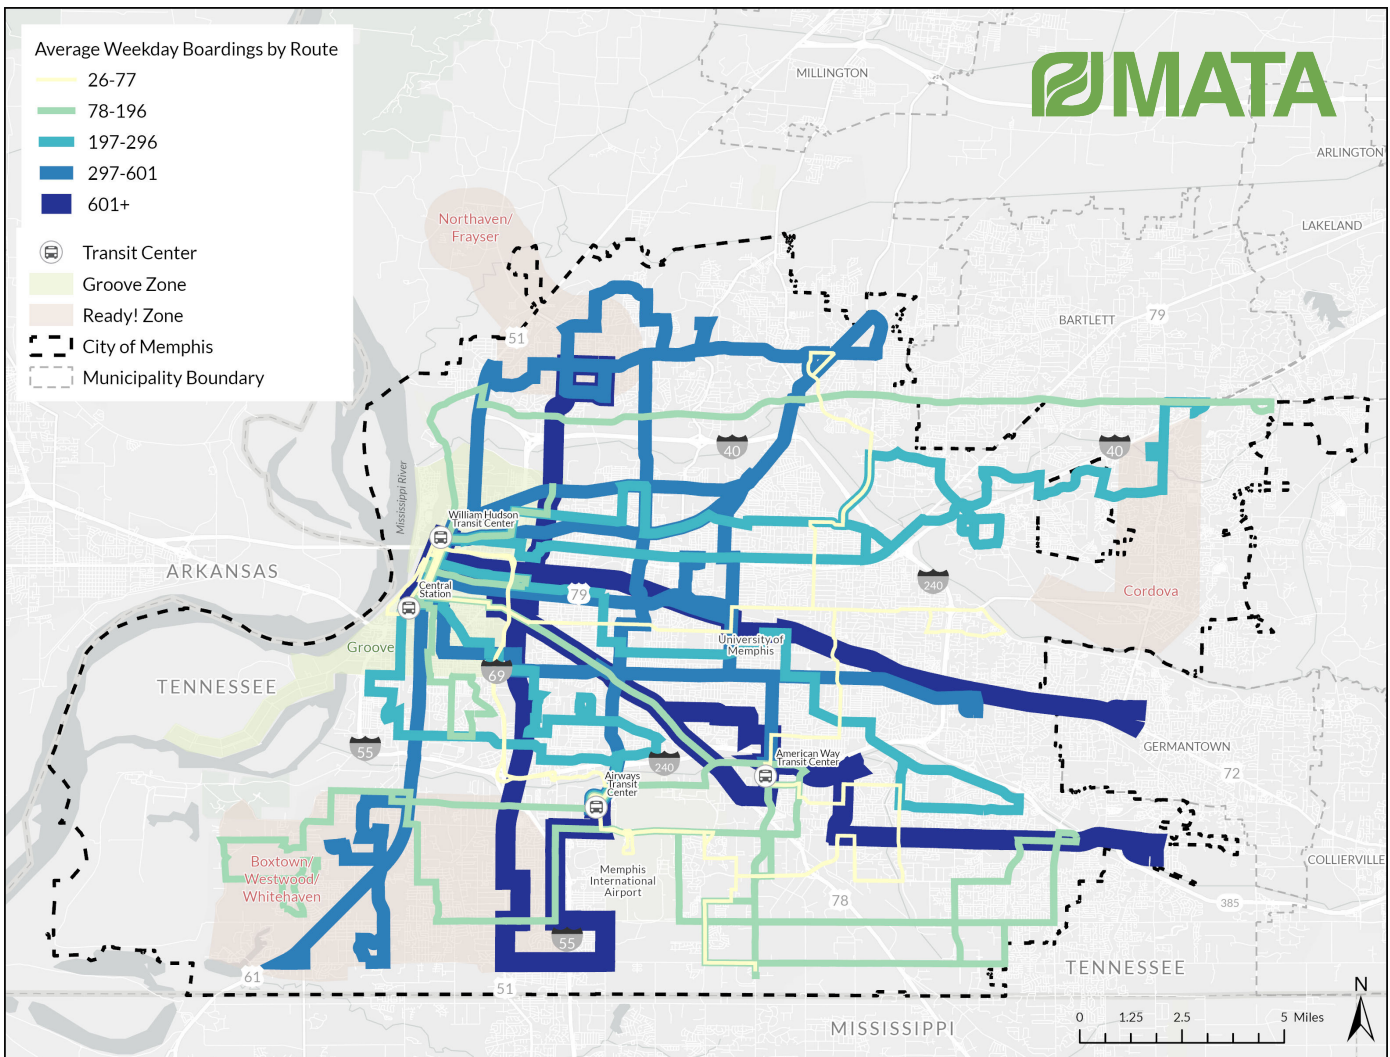 Average Weekday Boardings by Route
26-77
78-196
197-296
297-601
601+
Transit Center
Groove Zone
Ready! Zone
City of Memphis
Municipality Boundary
MATA
MILLINGTON
ARLINGTON
LAKELAND
Northaven/
Frayser
BARTLETT
79
51
40
40
Mississippi River
William Hudson
Transit Center
ARKANSAS
Central
Station
79
240
Cordova
Groove
University of
Memphis
TENNESSEE
69
55
240
American Way
Transit Center
GERMANTOWN
72
Airways
Transit
Center
Boxtown/
Westwood/
Whitehaven
Memphis
International
Airport
COLLIERVILLE
78
385
55
61
51
TENNESSEE
MISSISSIPPI
N
0 1.25 2.5 5 Miles